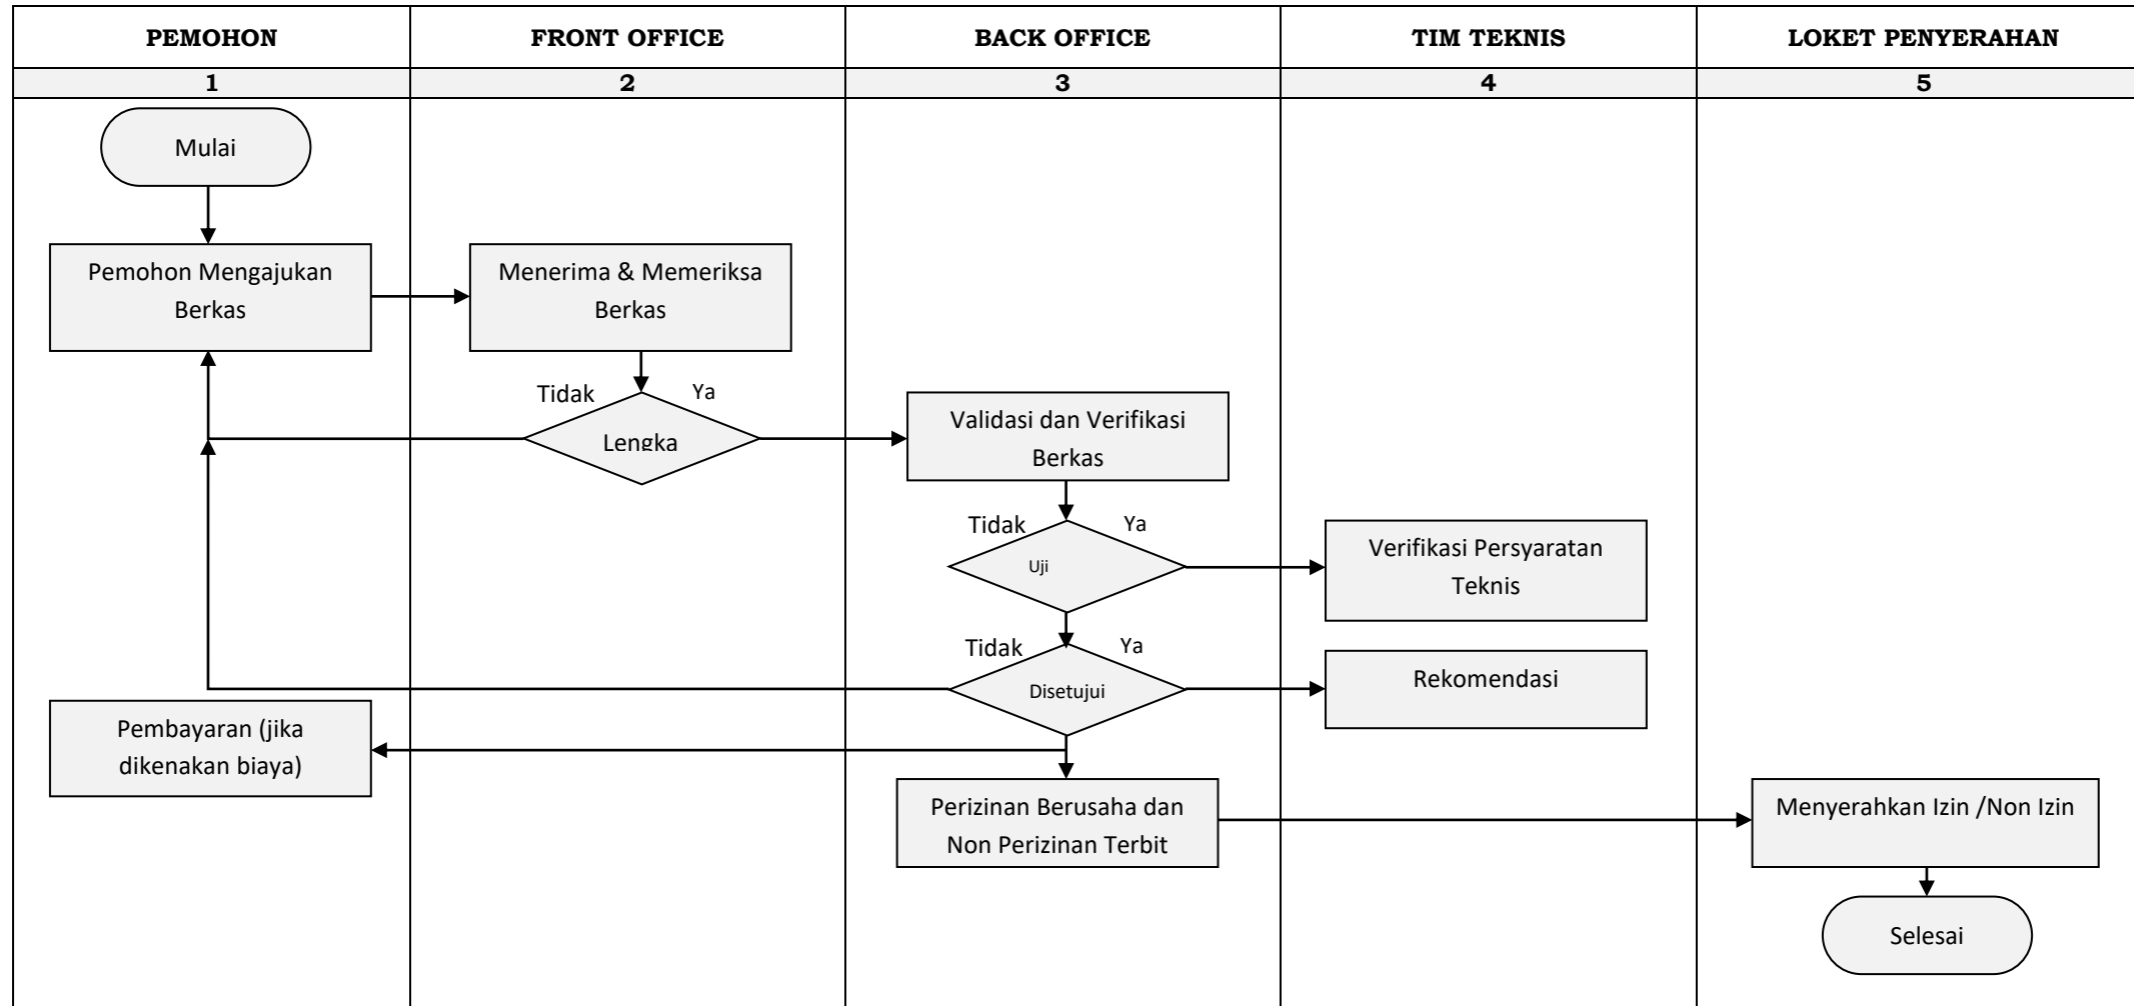 PEMOHON
FRONT OFFICE
BACK OFFICE
TIM TEKNIS
LOKET PENYERAHAN
1
2
3
4
5
Mulai
Pemohon Mengajukan
Berkas
Menerima & Memeriksa
Berkas
Tidak
Ya
Lengka
Validasi dan Verifikasi
Berkas
Tidak
Ya
Uji
Verifikasi Persyaratan
Teknis
Tidak
Ya
Disetujui
Rekomendasi
Pembayaran (jika
dikenakan biaya)
Perizinan Berusaha dan
Non Perizinan Terbit
Menyerahkan Izin /Non Izin
Selesai